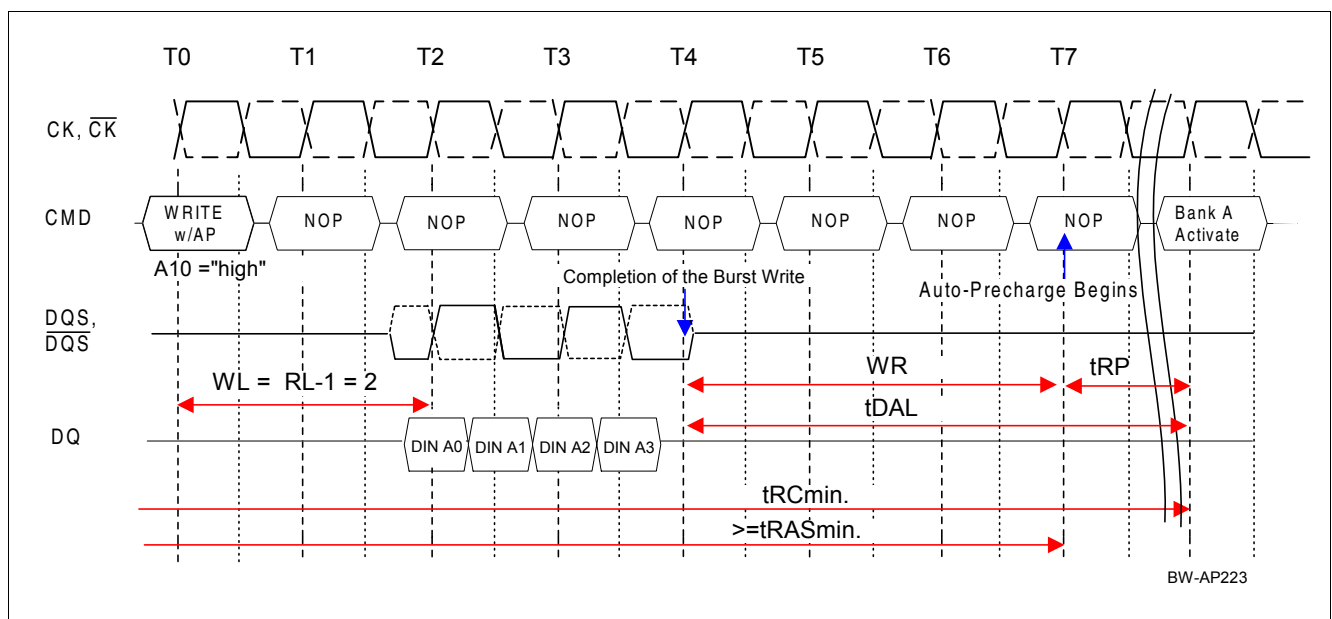 T0 T1 T2 T3 T4 T5 T6 T7
CK, CK
CMD
WRITE w/AP
NOP NOP NOP NOP NOP NOP NOP
Bank A Activate
A10 ="high"
Completion of the Burst Write
Auto-Precharge Begins
DQS,
DQS
WL = RL-1 = 2
WR
tRP
tDAL
DQ
DIN A0 DIN A1 DIN A2 DIN A3
tRCmin.
>=tRASmin.
BW-AP223